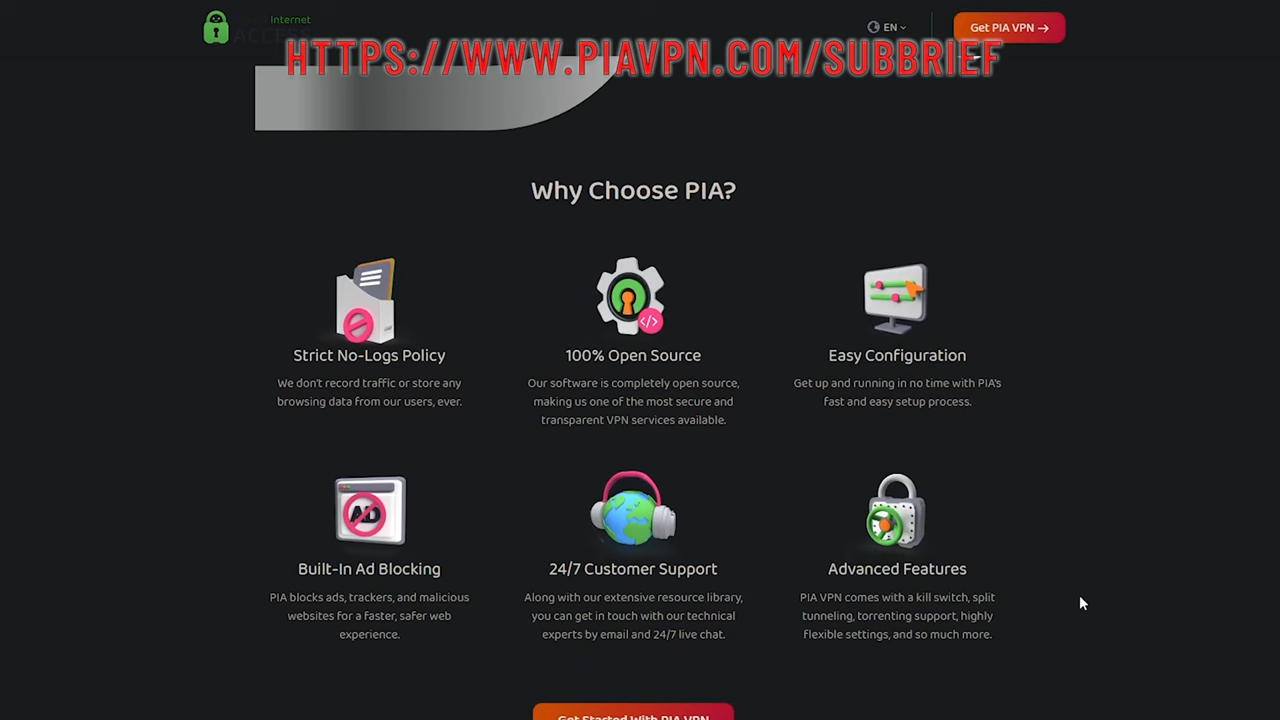 Internet
ACCESS
EN
Get PIA VPN →
HTTPS://WWW.PIAVPN.COM/SUBBRIEF
Why Choose PIA?
Strict No-Logs Policy
We don't record traffic or store any
browsing data from our users, ever.
100% Open Source
Our software is completely open source,
making us one of the most secure and
transparent VPN services available.
Easy Configuration
Get up and running in no time with PIA's
fast and easy setup process.
AD
Built-In Ad Blocking
PIA blocks ads, trackers, and malicious
websites for a faster, safer web
experience.
24/7 Customer Support
Along with our extensive resource library,
you can get in touch with our technical
experts by email and 24/7 live chat.
Advanced Features
PIA VPN comes with a kill switch, split
tunneling, torrenting support, highly
flexible settings, and so much more.
Get Started With PIA VPN